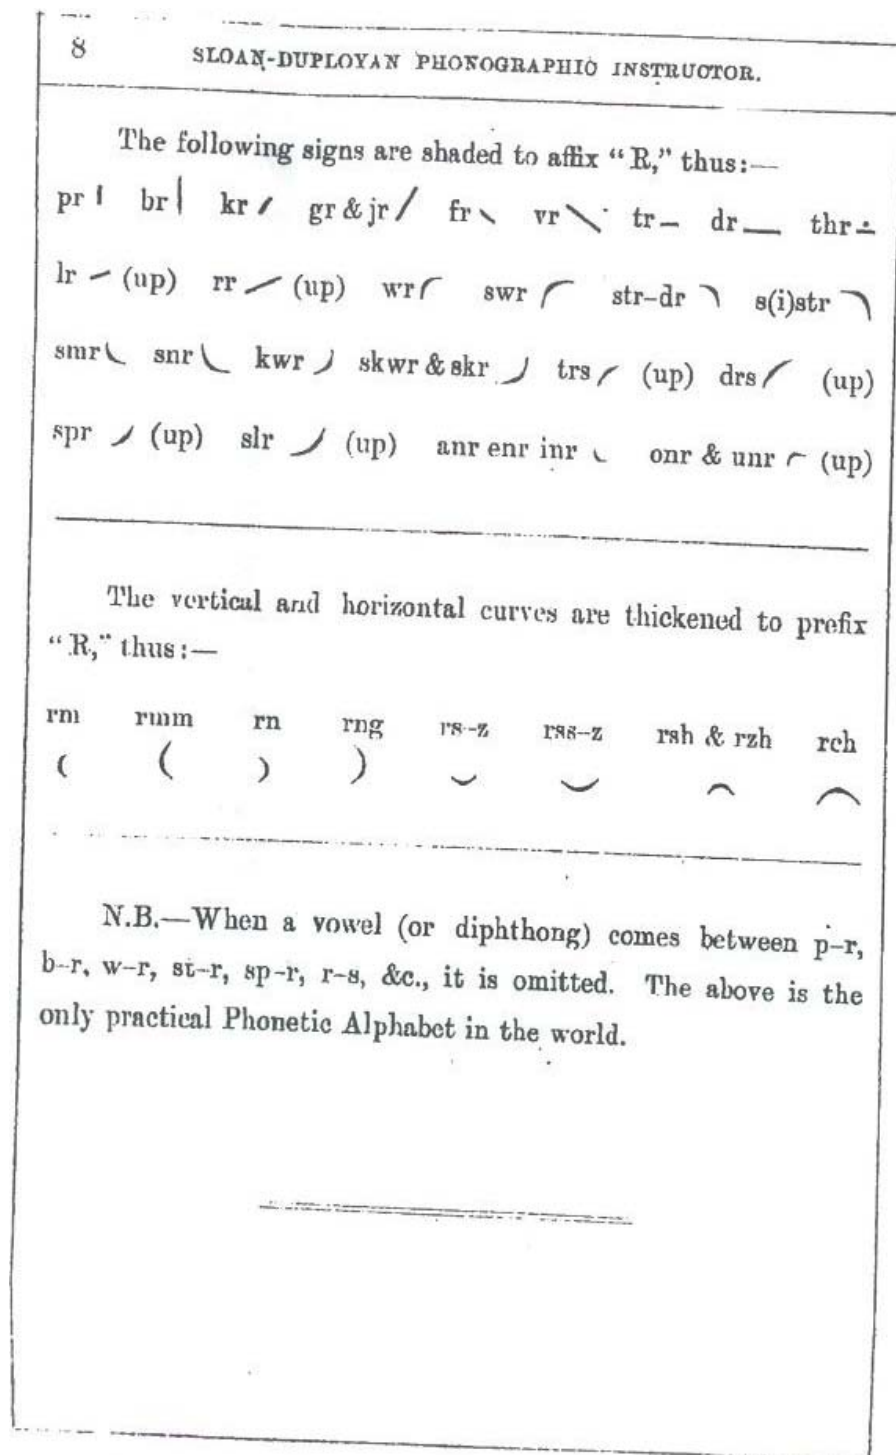 8 SLOAN-DUPLOYAN PHONOGRAPHIC INSTRUCTOR.
The following signs are shaded to affix “R,” thus:—
pr br kr gr & jr fr vr tr dr thr
lr (up) rr (up) wr swr str-dr s(i)str
smr snr kwr skwr & skr trs (up) drs (up)
spr (up) slr (up) anr enr inr onr & unr (up)
The vertical and horizontal curves are thickened to prefix
“R,” thus:—
rm rmm rn rng rs-z rss-z rsh & rzh rch
N.B.—When a vowel (or diphthong) comes between p-r,
b-r, w-r, st-r, sp-r, r-s, &c., it is omitted. The above is the
only practical Phonetic Alphabet in the world.